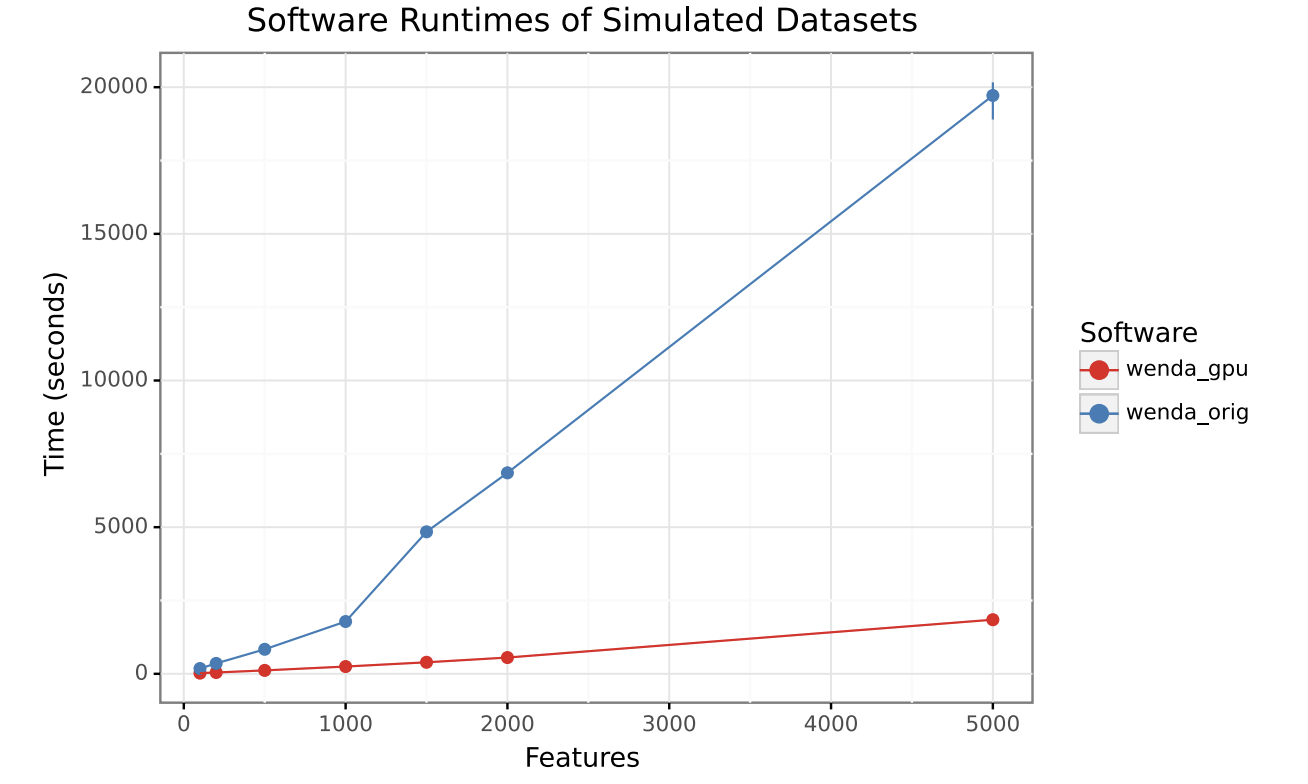 Software Runtimes of Simulated Datasets
20000
15000
10000
5000
0
Time (seconds)
0 1000 2000 3000 4000 5000
Features
Software
wenda_gpu
wenda_orig